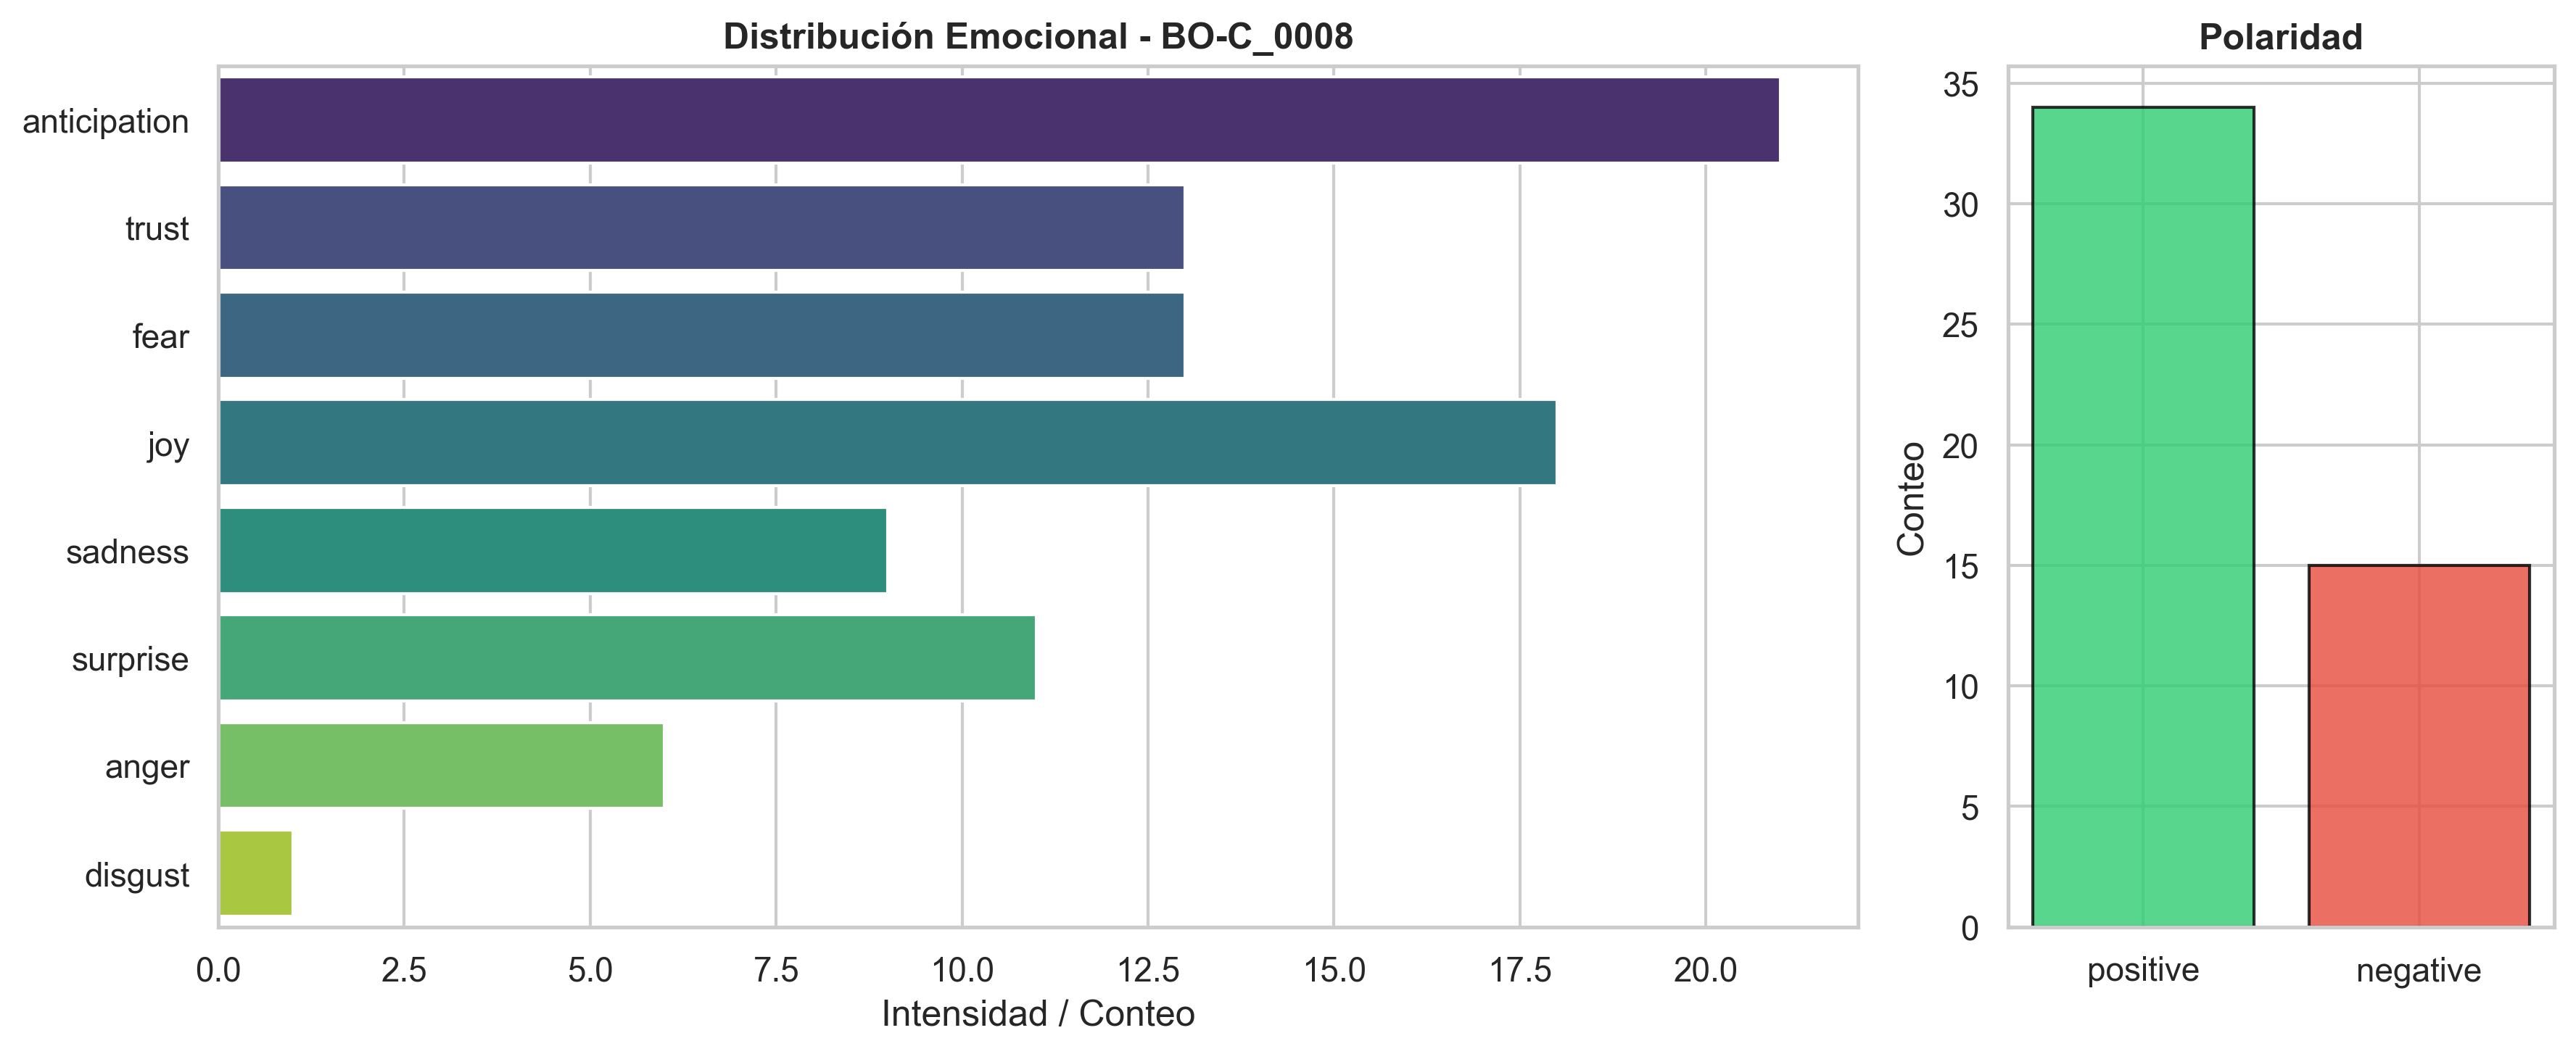 Distribución Emocional - BO-C_0008
anticipation
trust
fear
joy
sadness
surprise
anger
disgust
0.0 2.5 5.0 7.5 10.0 12.5 15.0 17.5 20.0
Intensidad / Conteo
Polaridad
Conteo
35
30
25
20
15
10
5
0
positive negative